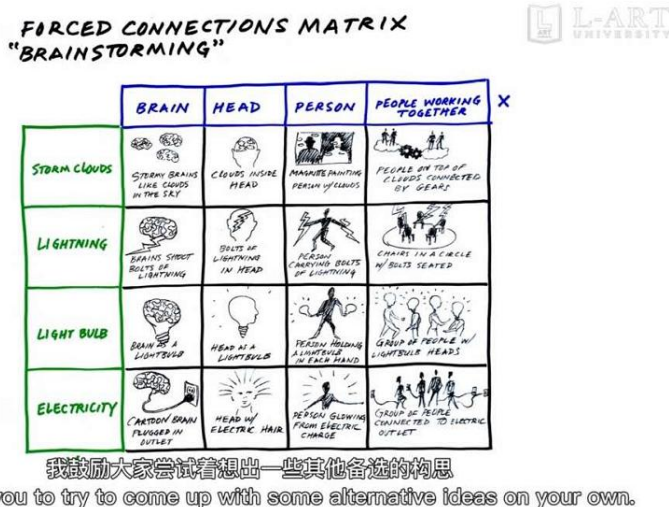 FORCED CONNECTIONS MATRIX
"BRAINSTORMING"
L-ART
UNIVERSITY
L
ART
BRAIN
HEAD
PERSON
PEOPLE WORKING
TOGETHER
X
STORM CLOUDS
STORMY BRAINS
LIKE CLOUDS
IN THE SKY
CLOUDS INSIDE
HEAD
MAGRITTE PAINTING
PERSON W/ CLOUDS
PEOPLE ON TOP OF
CLOUDS CONNECTED
BY GEARS
LIGHTNING
BRAINS SHOOT
BOLTS OF
LIGHTNING
BOLTS OF
LIGHTNING
IN HEAD
PERSON
CARRYING BOLTS
OF LIGHTNING
CHAIRS IN A CIRCLE
W/ BOLTS SEATED
LIGHT BULB
BRAIN AS A
LIGHTBULB
HEAD AS A
LIGHTBULB
PERSON HOLDING
A LIGHTBULB
IN EACH HAND
GROUP OF PEOPLE W/
LIGHTBULB HEADS
ELECTRICITY
CARTOON BRAIN
PLUGGED IN
OUTLET
HEAD W/
ELECTRIC HAIR
PERSON GLOWING
FROM ELECTRIC
CHARGE
GROUP OF PEOPLE
CONNECTED TO ELECTRIC
OUTLET
我鼓励大家尝试着想出一些其他备选的构思
you to try to come up with some alternative ideas on your own.